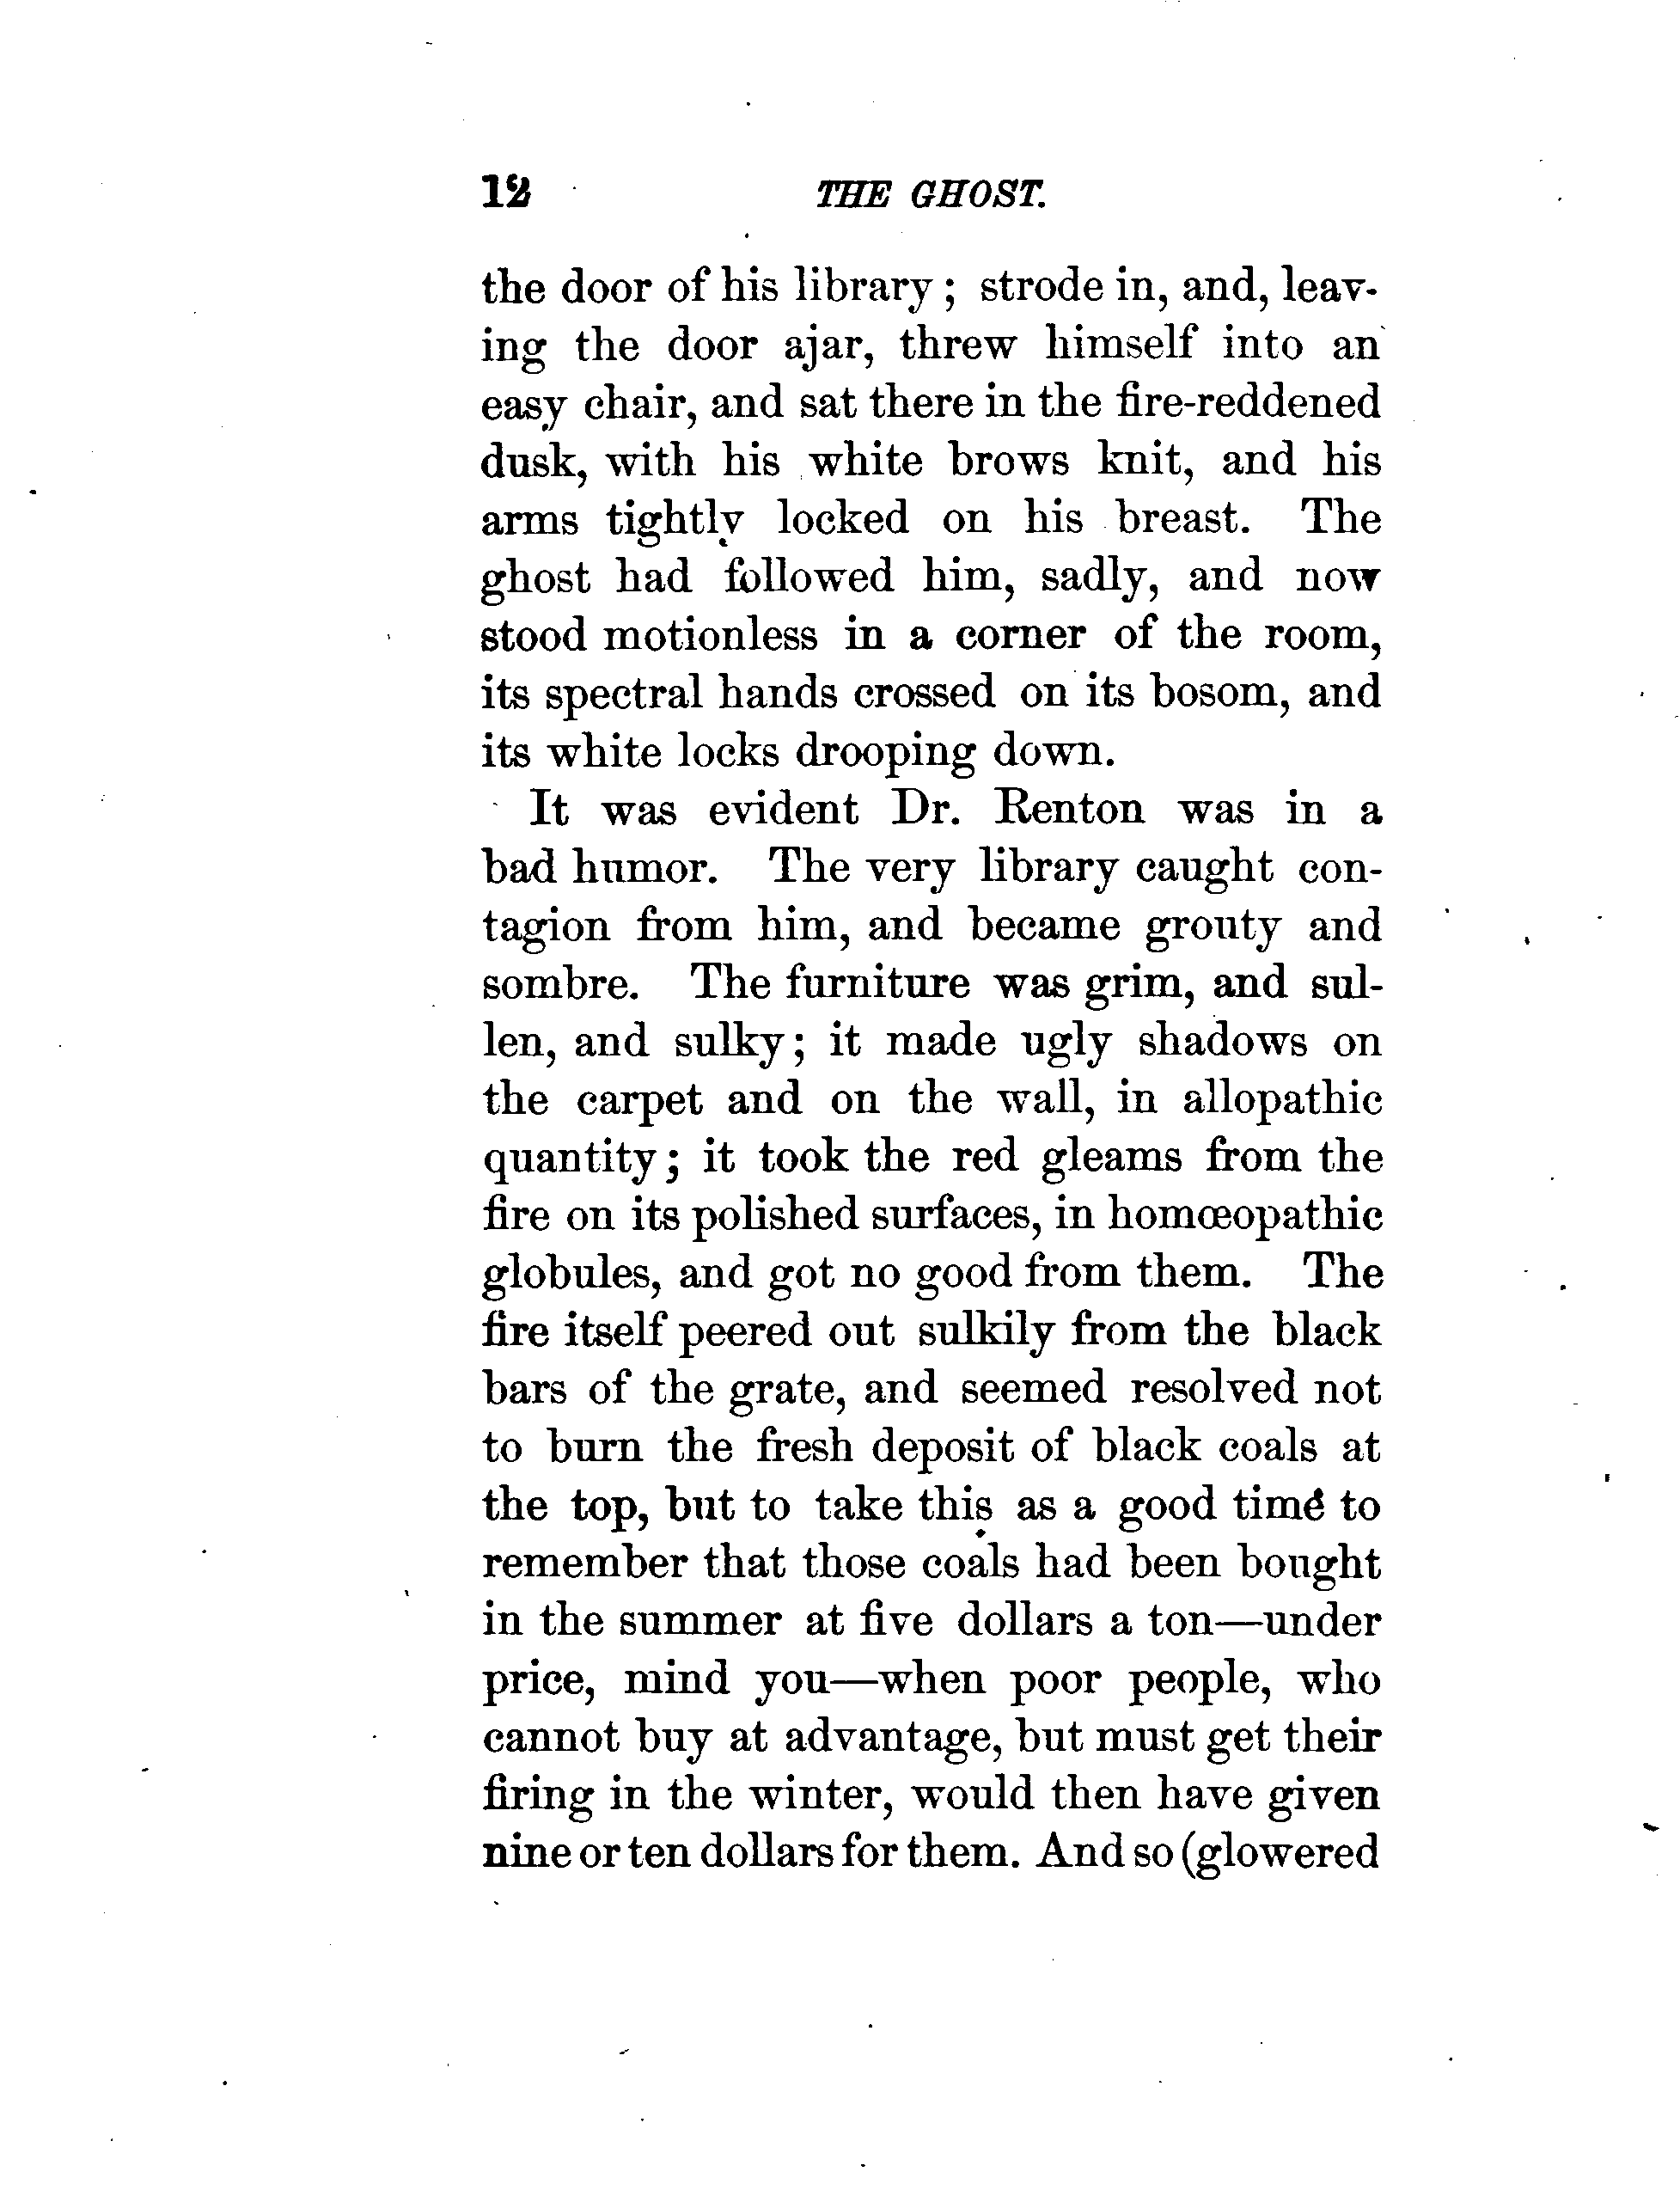 12 THE GHOST.
the door of his library; strode in, and, leav-
ing the door ajar, threw himself into an
easy chair, and sat there in the fire-reddened
dusk, with his white brows knit, and his
arms tightly locked on his breast. The
ghost had followed him, sadly, and now
stood motionless in a corner of the room,
its spectral hands crossed on its bosom, and
its white locks drooping down.
It was evident Dr. Renton was in a
bad humor. The very library caught con-
tagion from him, and became grouty and
sombre. The furniture was grim, and sul-
len, and sulky; it made ugly shadows on
the carpet and on the wall, in allopathic
quantity; it took the red gleams from the
fire on its polished surfaces, in homœopathic
globules, and got no good from them. The
fire itself peered out sulkily from the black
bars of the grate, and seemed resolved not
to burn the fresh deposit of black coals at
the top, but to take this as a good time to
remember that those coals had been bought
in the summer at five dollars a ton—under
price, mind you—when poor people, who
cannot buy at advantage, but must get their
firing in the winter, would then have given
nine or ten dollars for them. And so (glowered